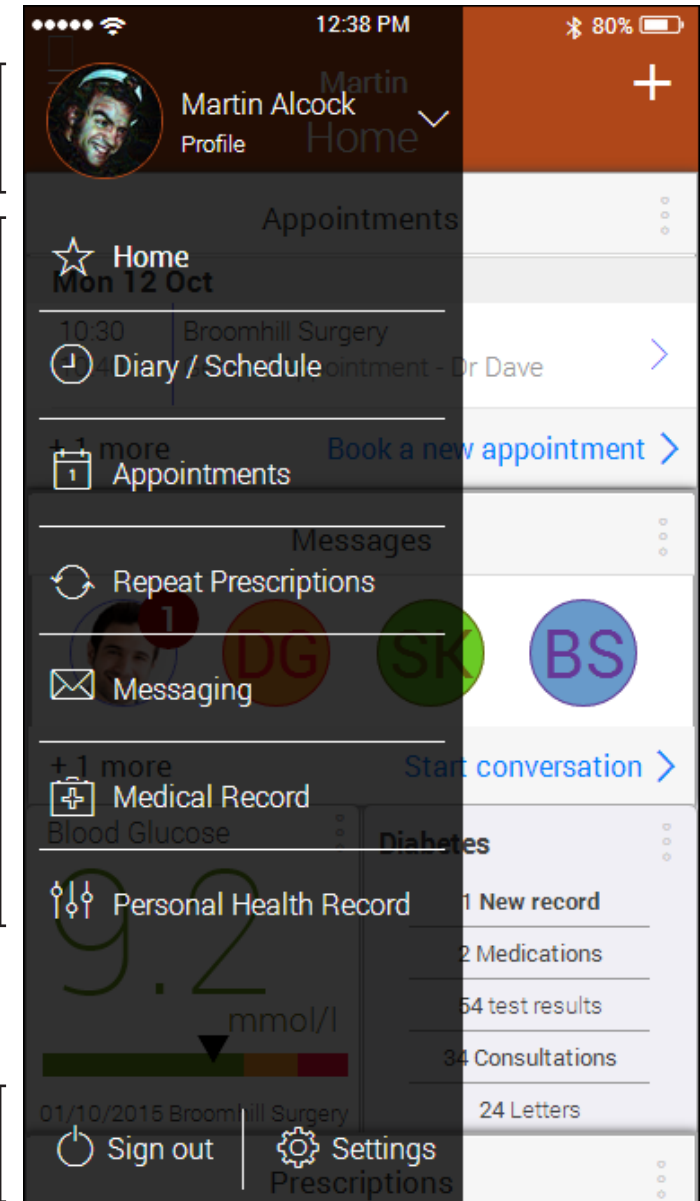 12:38 PM
80%
Martin
Home
Martin Alcock
Profile
Appointments
Home
Mon 12 Oct
10:30 Broomhill Surgery
Appointment - Dr Dave
Diary / Schedule
+ 1 more Book a new appointment
1 Appointments
Messages
Repeat Prescriptions
1
DG SK BS
Messaging
+ 1 more Start conversation
Medical Record
Blood Glucose
Diabetes
Personal Health Record
1 New record
9.2
mmol/l
2 Medications
54 test results
34 Consultations
01/10/2015 Broomhill Surgery
24 Letters
Sign out Settings
Prescriptions